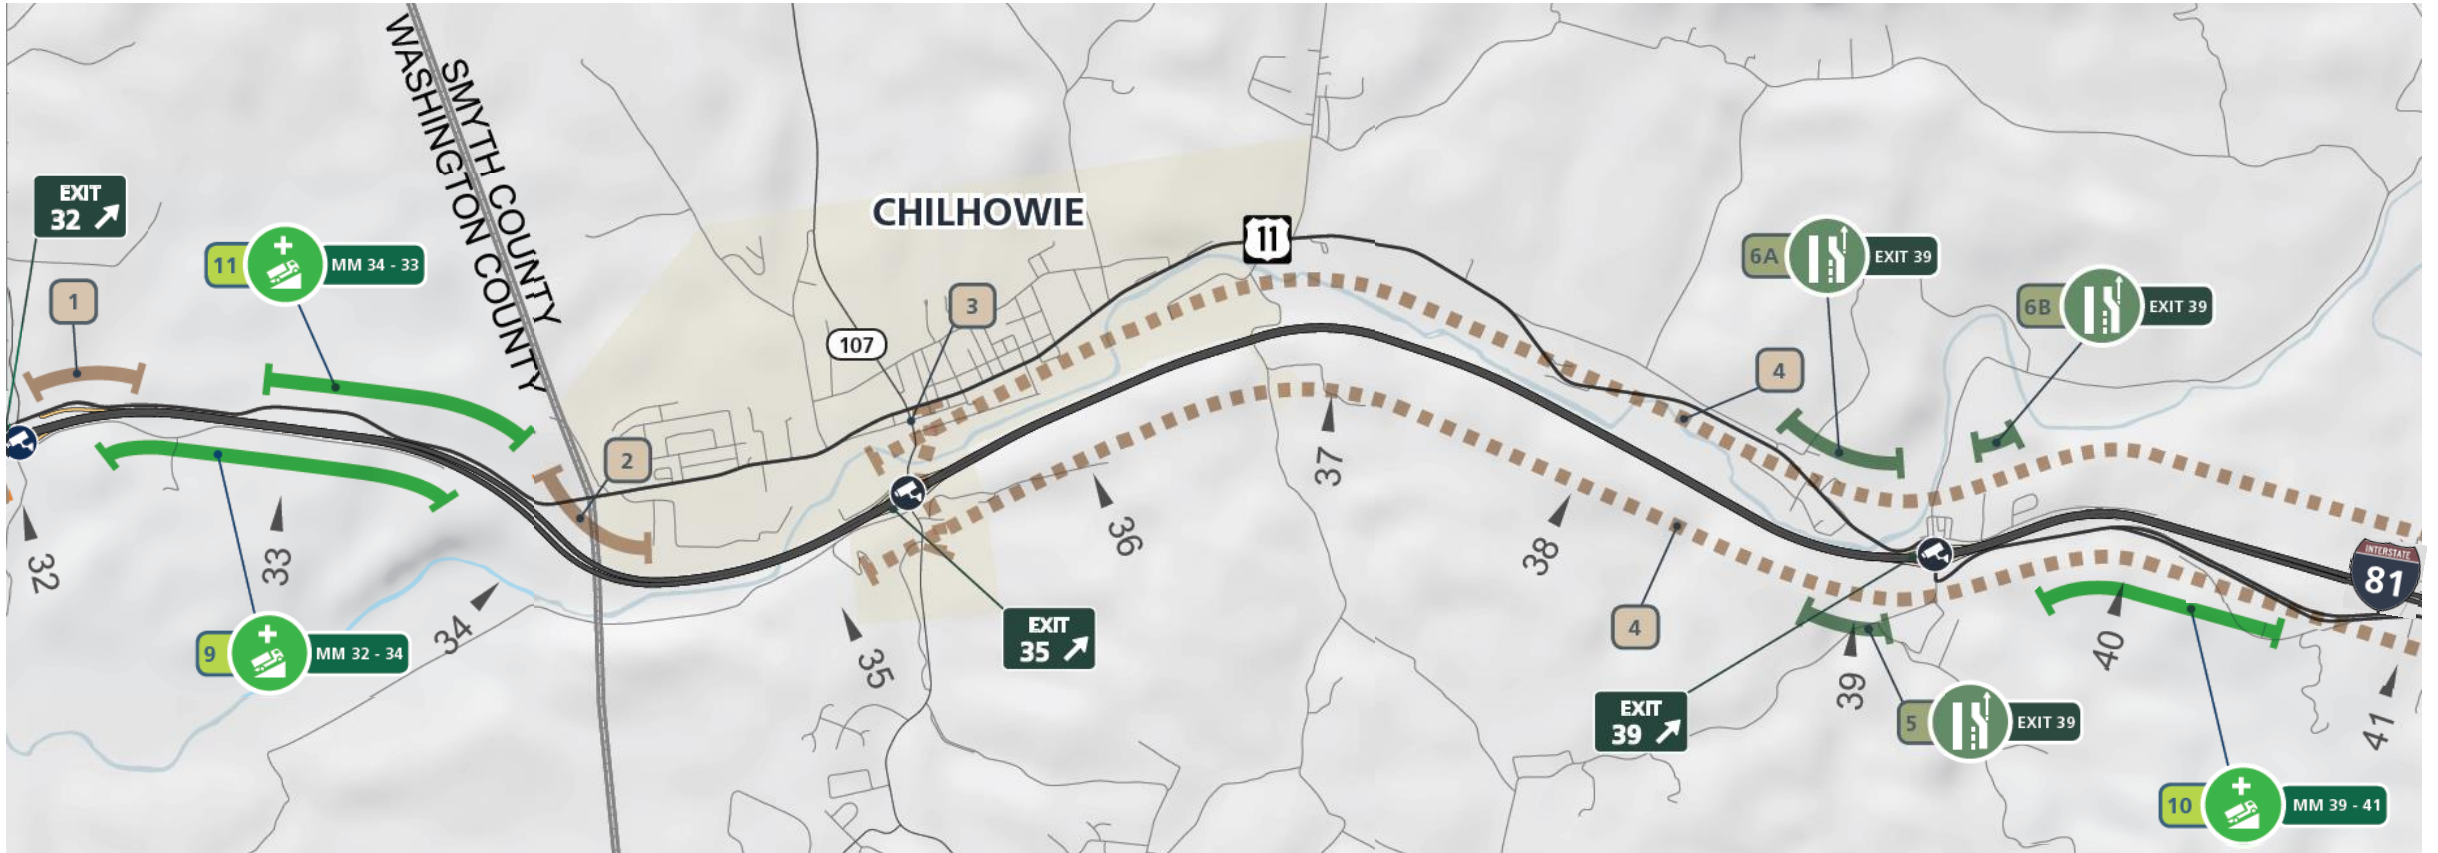 SMYTH COUNTY
WASHINGTON COUNTY
EXIT
32
11
MM 34 - 33
1
CHILHOWIE
11
3
107
2
6A
EXIT 39
6B
EXIT 39
4
32
33
34
35
36
37
38
39
40
41
9
MM 32 - 34
EXIT
35
4
EXIT
39
5
EXIT 39
INTERSTATE
81
10
MM 39 - 41